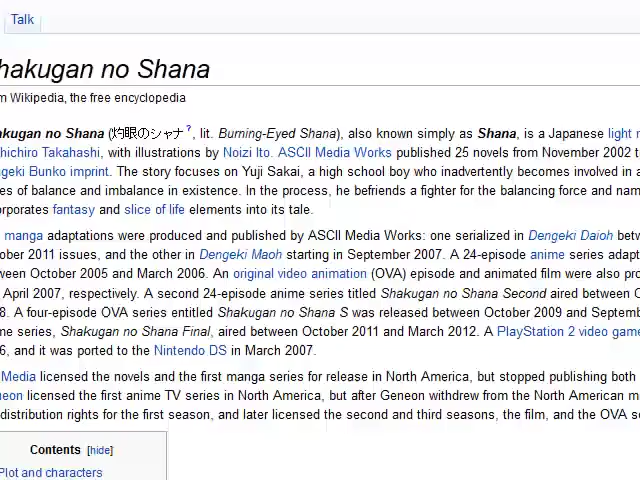 Talk
hakugan no Shana
m Wikipedia, the free encyclopedia
akugan no Shana (灼眼のシャナ?, lit. Burning-Eyed Shana), also known simply as Shana, is a Japanese light n
hichiro Takahashi, with illustrations by Noizi Ito. ASCII Media Works published 25 novels from November 2002 t
ngeki Bunko imprint. The story focuses on Yuji Sakai, a high school boy who inadvertently becomes involved in a
es of balance and imbalance in existence. In the process, he befriends a fighter for the balancing force and nam
orporates fantasy and slice of life elements into its tale.
manga adaptations were produced and published by ASCII Media Works: one serialized in Dengeki Daioh betw
ober 2011 issues, and the other in Dengeki Maoh starting in September 2007. A 24-episode anime series adapt
ween October 2005 and March 2006. An original video animation (OVA) episode and animated film were also pro
April 2007, respectively. A second 24-episode anime series titled Shakugan no Shana Second aired between O
8. A four-episode OVA series entitled Shakugan no Shana S was released between October 2009 and Septemb
me series, Shakugan no Shana Final, aired between October 2011 and March 2012. A PlayStation 2 video game
6, and it was ported to the Nintendo DS in March 2007.
Media licensed the novels and the first manga series for release in North America, but stopped publishing both
neon licensed the first anime TV series in North America, but after Geneon withdrew from the North American m
distribution rights for the first season, and later licensed the second and third seasons, the film, and the OVA s
Contents [hide]
Plot and characters